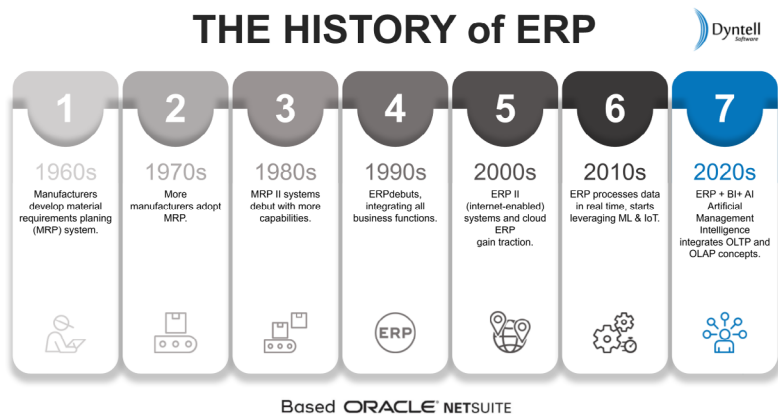 THE HISTORY of ERP
Dyntell
Software
1
1960s
Manufacturers
develop material
requirements planing
(MRP) system.
2
1970s
More
manufacturers adopt
MRP.
3
1980s
MRP II systems
debut with more
capabilities.
4
1990s
ERPdebuts,
integrating all
business functions.
ERP
5
2000s
ERP II
(internet-enabled)
systems and cloud
ERP
gain traction.
6
2010s
ERP processes data
in real time, starts
leveraging ML & IoT.
7
2020s
ERP + BI+ AI
Artificial
Management
Intelligence
integrates OLTP and
OLAP concepts.
Based ORACLE® NETSUITE